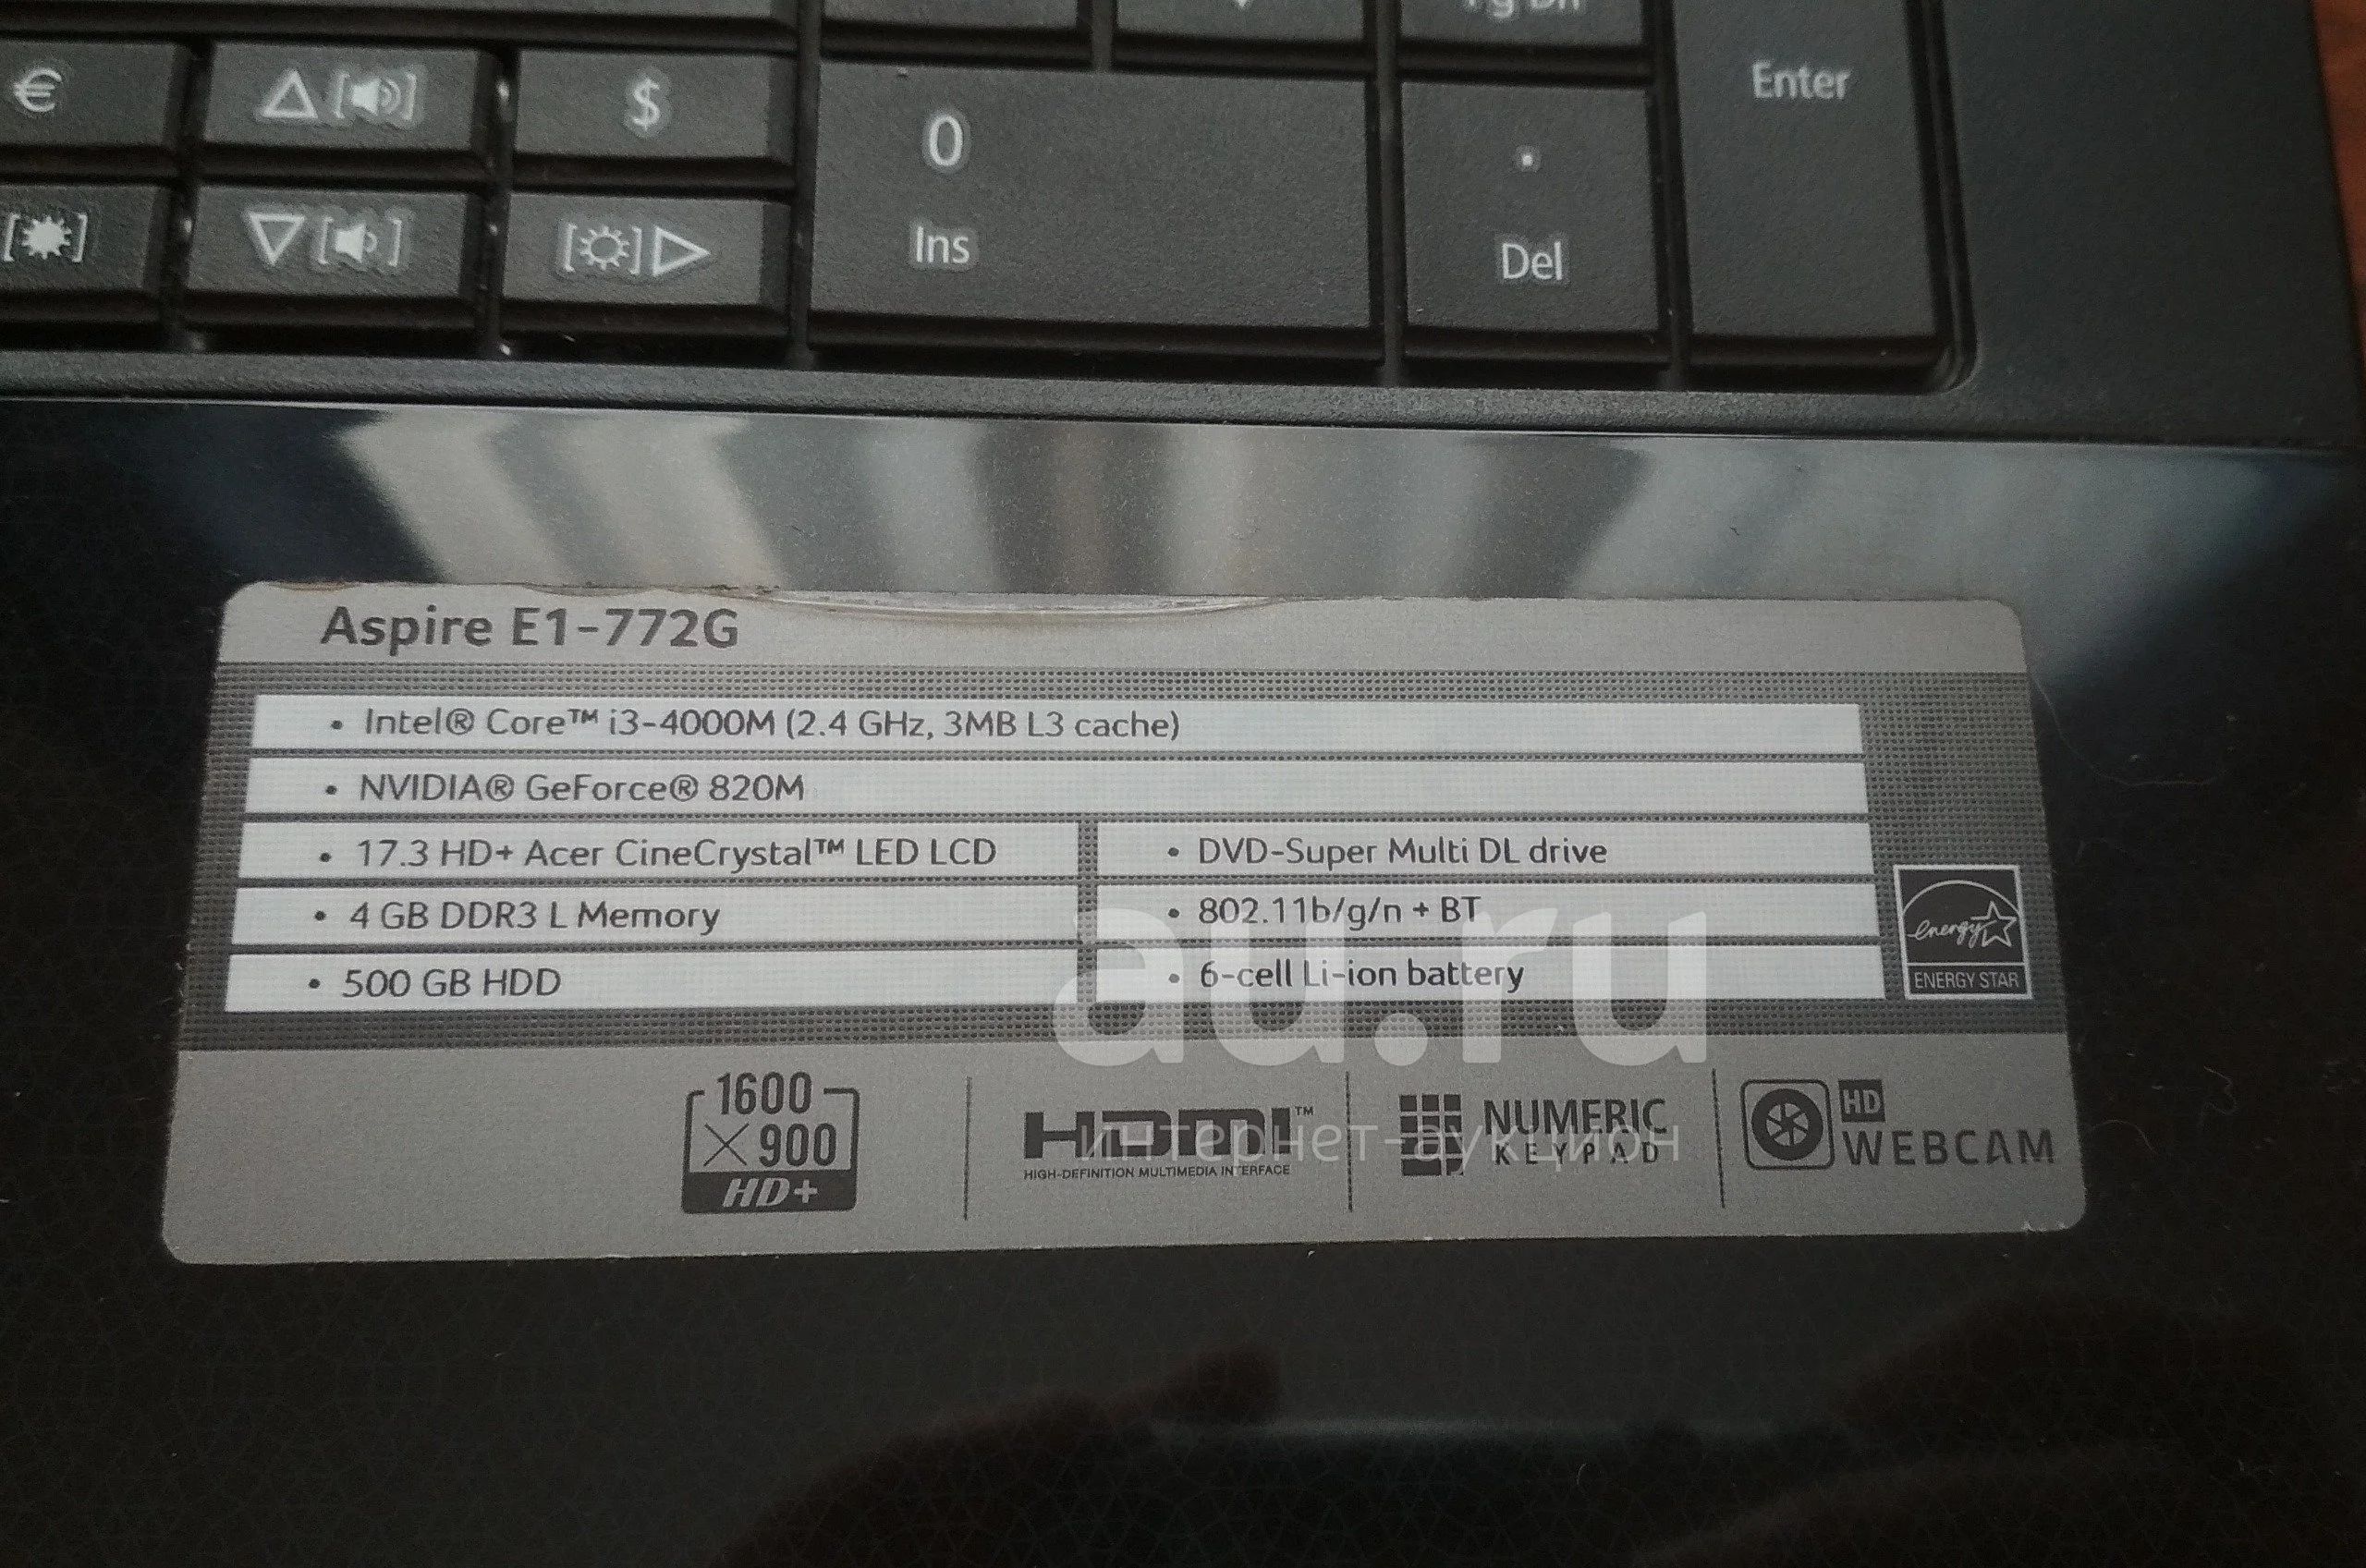 €
$
Enter
0
Ins
.
Del
Aspire E1-772G
• Intel® Core™ i3-4000M (2.4 GHz, 3MB L3 cache)
• NVIDIA® GeForce® 820M
• 17.3 HD+ Acer CineCrystal™ LED LCD
• DVD-Super Multi DL drive
• 4 GB DDR3 L Memory
• 802.11b/g/n + BT
• 500 GB HDD
• 6-cell Li-ion battery
energy
ENERGY STAR
au.ru
интернет-аукцион
1600
x 900
HD+
HDMI™
HIGH-DEFINITION MULTIMEDIA INTERFACE
NUMERIC
KEYPAD
HD
WEBCAM